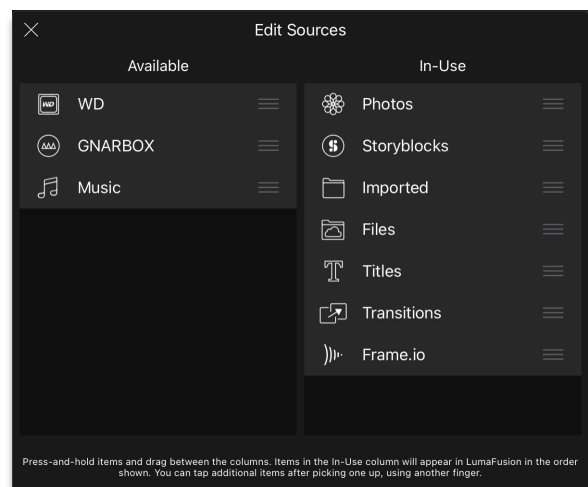 Edit Sources
Available
In-Use
WD
WD
GNARBOX
Music
Photos
S
Storyblocks
Imported
Files
T
Titles
Transitions
Frame.io
Press-and-hold items and drag between the columns. Items in the In-Use column will appear in LumaFusion in the order
shown. You can tap additional items after picking one up, using another finger.